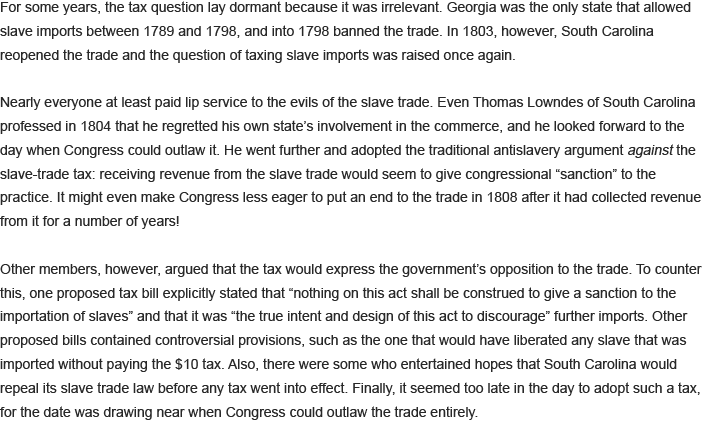 For some years, the tax question lay dormant because it was irrelevant. Georgia was the only state that allowed
slave imports between 1789 and 1798, and into 1798 banned the trade. In 1803, however, South Carolina
reopened the trade and the question of taxing slave imports was raised once again.
Nearly everyone at least paid lip service to the evils of the slave trade. Even Thomas Lowndes of South Carolina
professed in 1804 that he regretted his own state's involvement in the commerce, and he looked forward to the
day when Congress could outlaw it. He went further and adopted the traditional antislavery argument against the
slave-trade tax: receiving revenue from the slave trade would seem to give congressional “sanction” to the
practice. It might even make Congress less eager to put an end to the trade in 1808 after it had collected revenue
from it for a number of years!
Other members, however, argued that the tax would express the government’s opposition to the trade. To counter
this, one proposed tax bill explicitly stated that “nothing on this act shall be construed to give a sanction to the
importation of slaves” and that it was “the true intent and design of this act to discourage” further imports. Other
proposed bills contained controversial provisions, such as the one that would have liberated any slave that was
imported without paying the $10 tax. Also, there were some who entertained hopes that South Carolina would
repeal its slave trade law before any tax went into effect. Finally, it seemed too late in the day to adopt such a tax,
for the date was drawing near when Congress could outlaw the trade entirely.